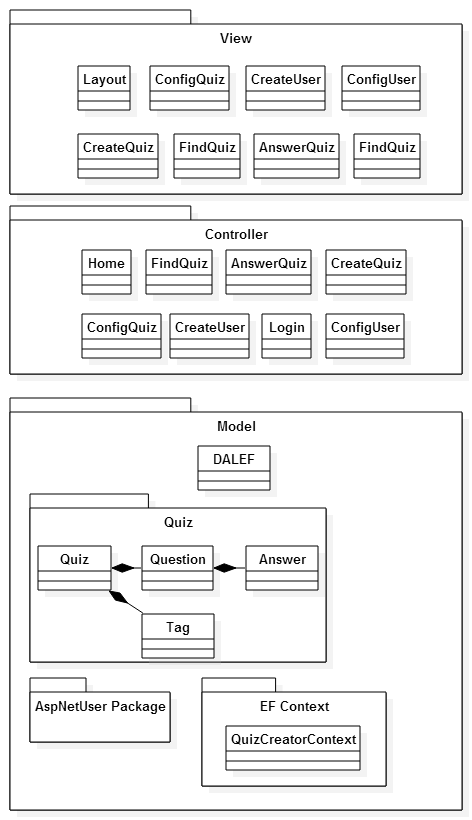 View
Layout ConfigQuiz CreateUser ConfigUser
CreateQuiz FindQuiz AnswerQuiz FindQuiz
Controller
Home FindQuiz AnswerQuiz CreateQuiz
ConfigQuiz CreateUser Login ConfigUser
Model
DALEF
Quiz
Quiz Question Answer
Tag
AspNetUser Package EF Context
QuizCreatorContext